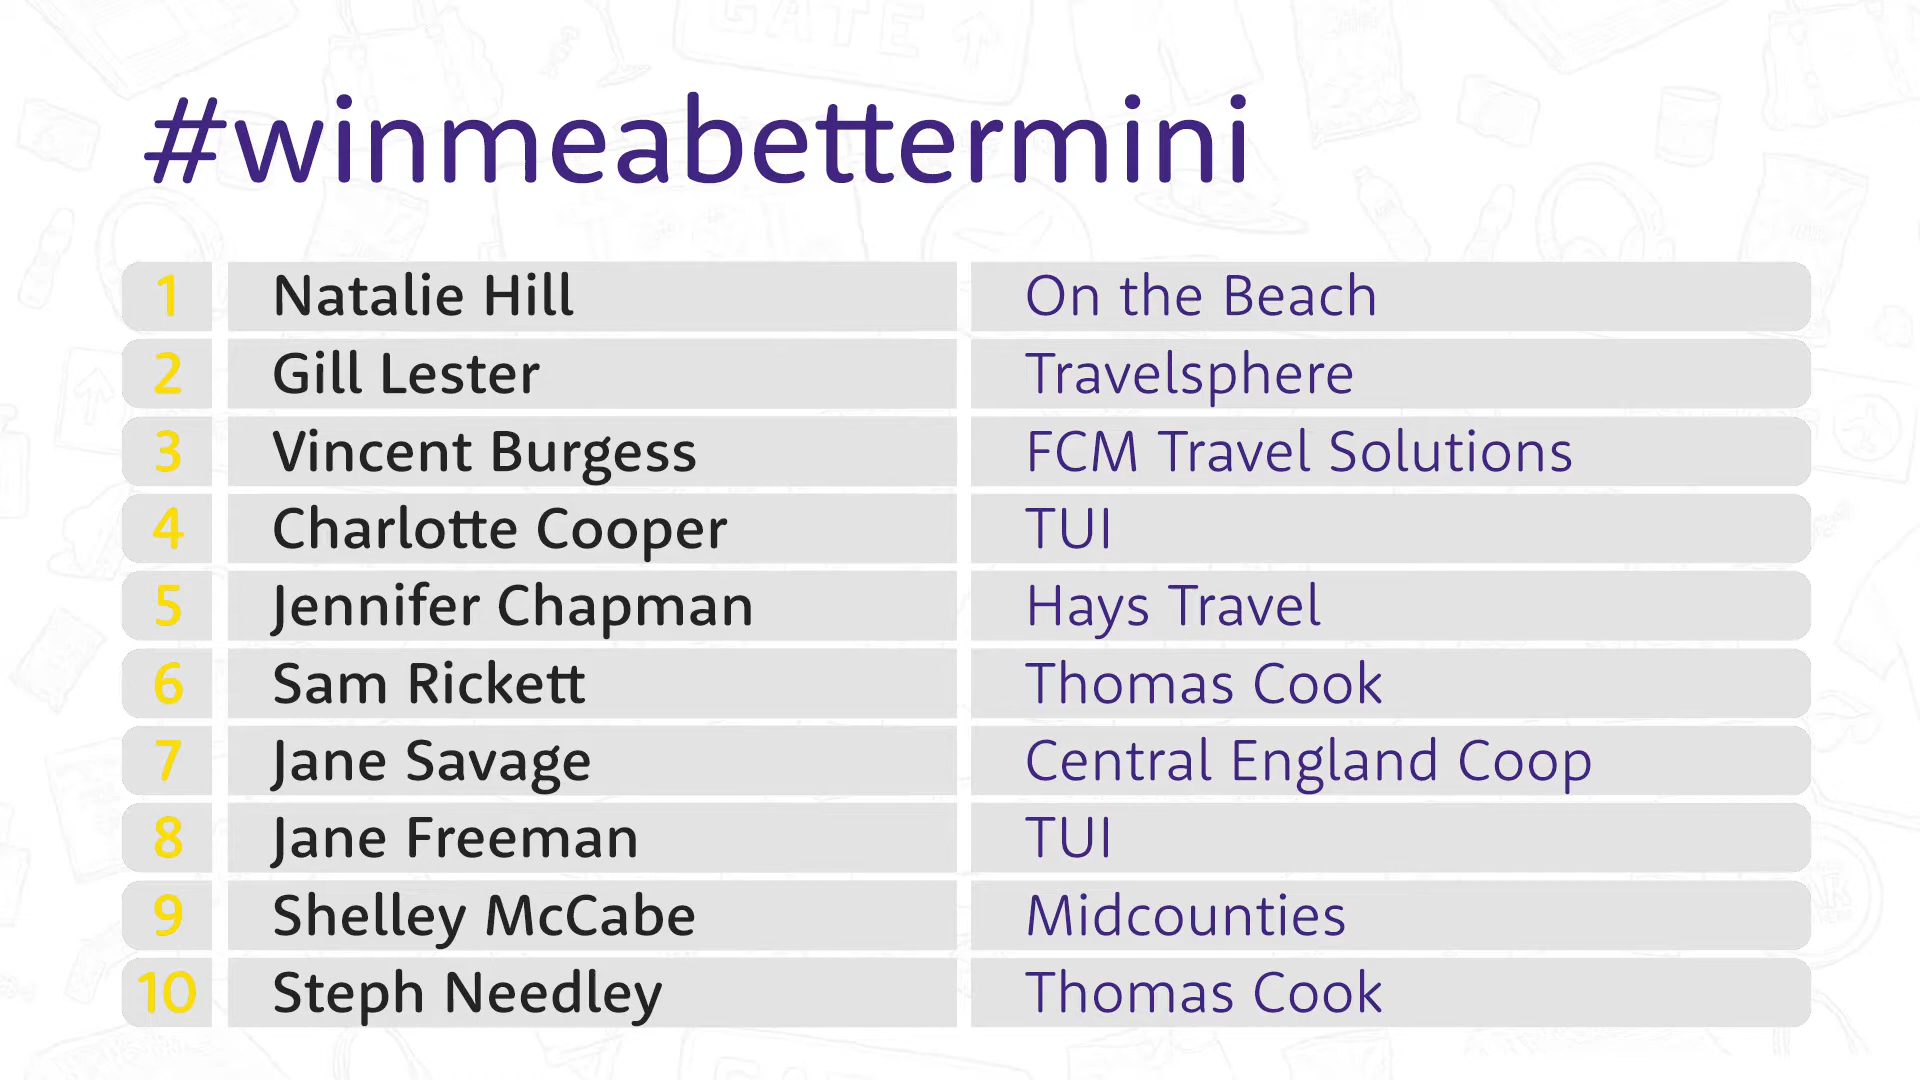 GATE
#winmeabettermini
1 Natalie Hill On the Beach
2 Gill Lester Travelsphere
3 Vincent Burgess FCM Travel Solutions
4 Charlotte Cooper TUI
5 Jennifer Chapman Hays Travel
6 Sam Rickett Thomas Cook
7 Jane Savage Central England Coop
8 Jane Freeman TUI
9 Shelley McCabe Midcounties
10 Steph Needley Thomas Cook